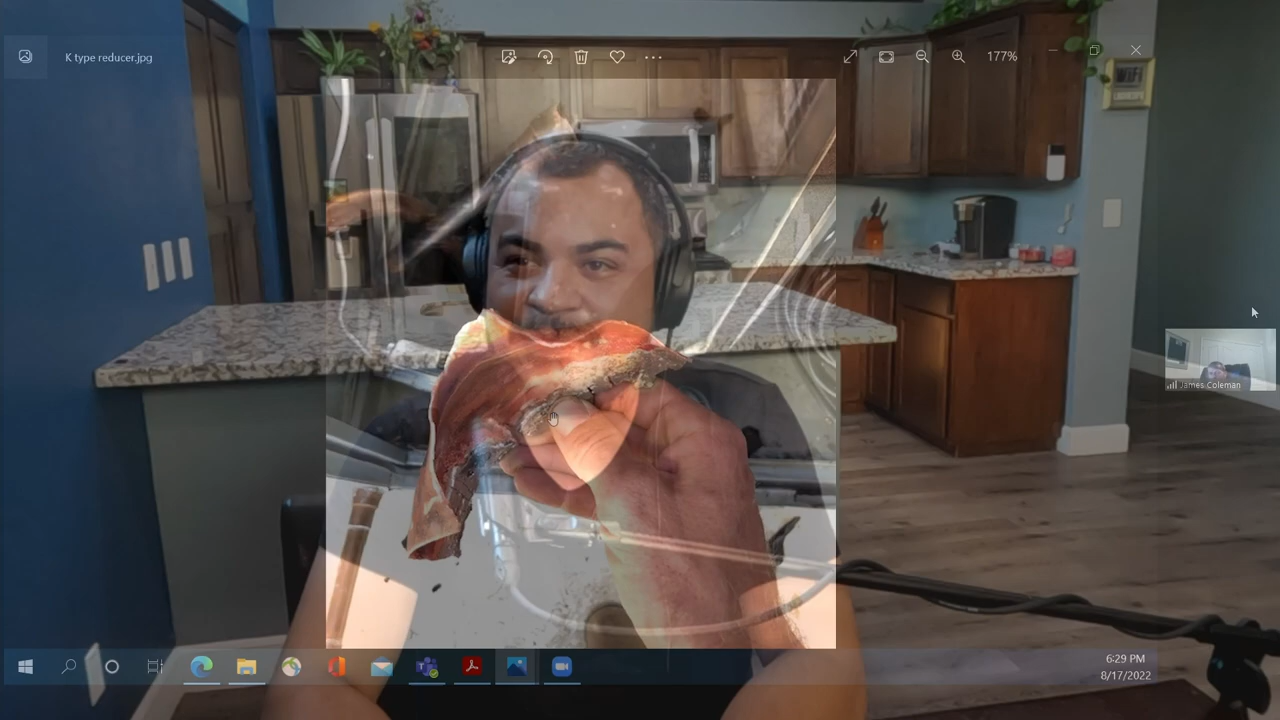 K type reducer.jpg
177%
James Coleman
6:29 PM
8/17/2022